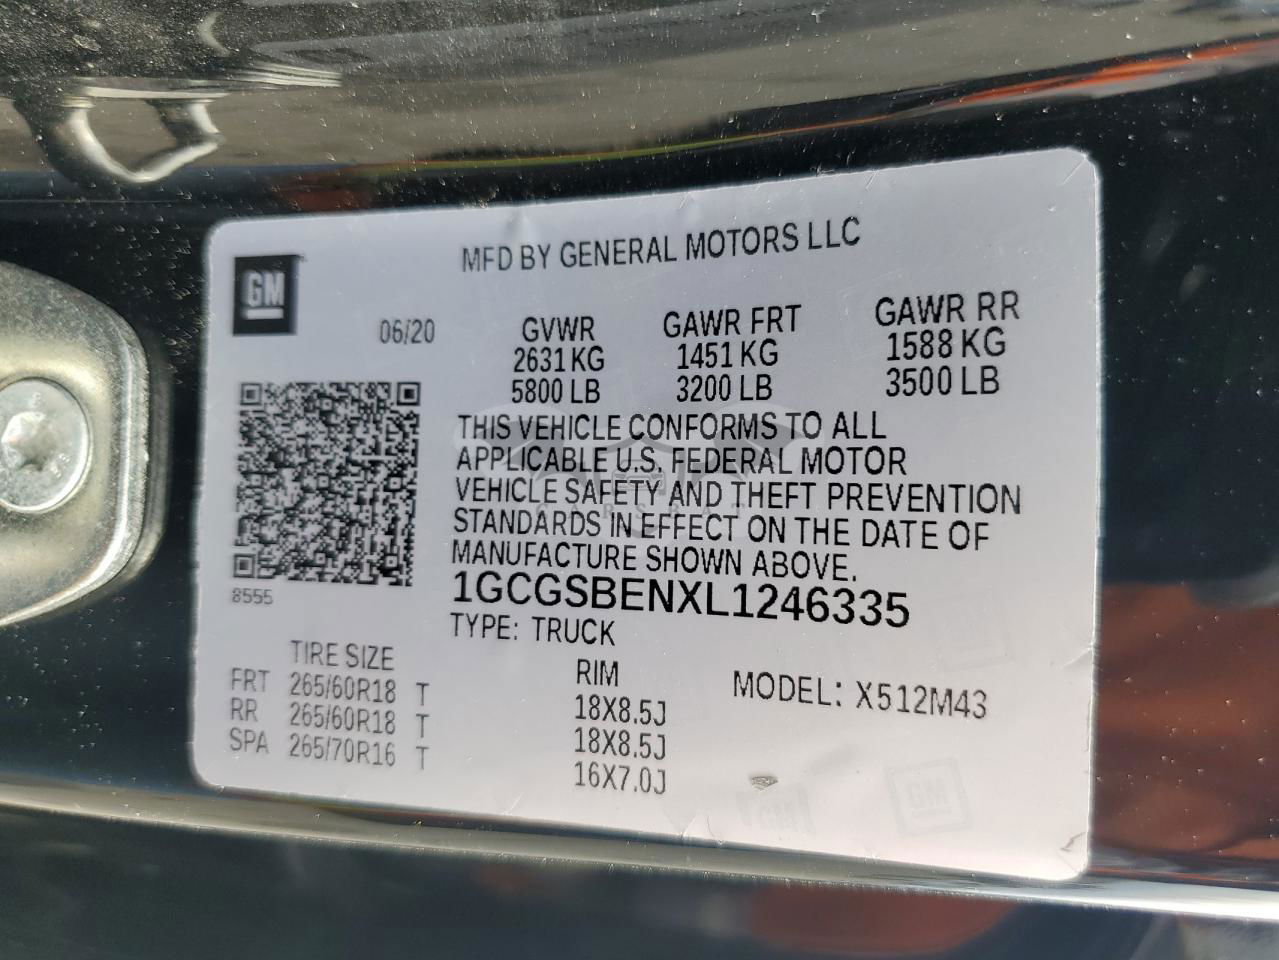 MFD BY GENERAL MOTORS LLC
GM
06/20
GVWR GAWR FRT GAWR RR
2631 KG 1451 KG 1588 KG
5800 LB 3200 LB 3500 LB
THIS VEHICLE CONFORMS TO ALL
APPLICABLE U.S. FEDERAL MOTOR
VEHICLE SAFETY AND THEFT PREVENTION
STANDARDS IN EFFECT ON THE DATE OF
MANUFACTURE SHOWN ABOVE.
8555
1GCGSBENXL1246335
TYPE: TRUCK
TIRE SIZE RIM MODEL: X512M43
FRT 265/60R18 T 18X8.5J
RR 265/60R18 T 18X8.5J
SPA 265/70R16 T 16X7.0J
GM